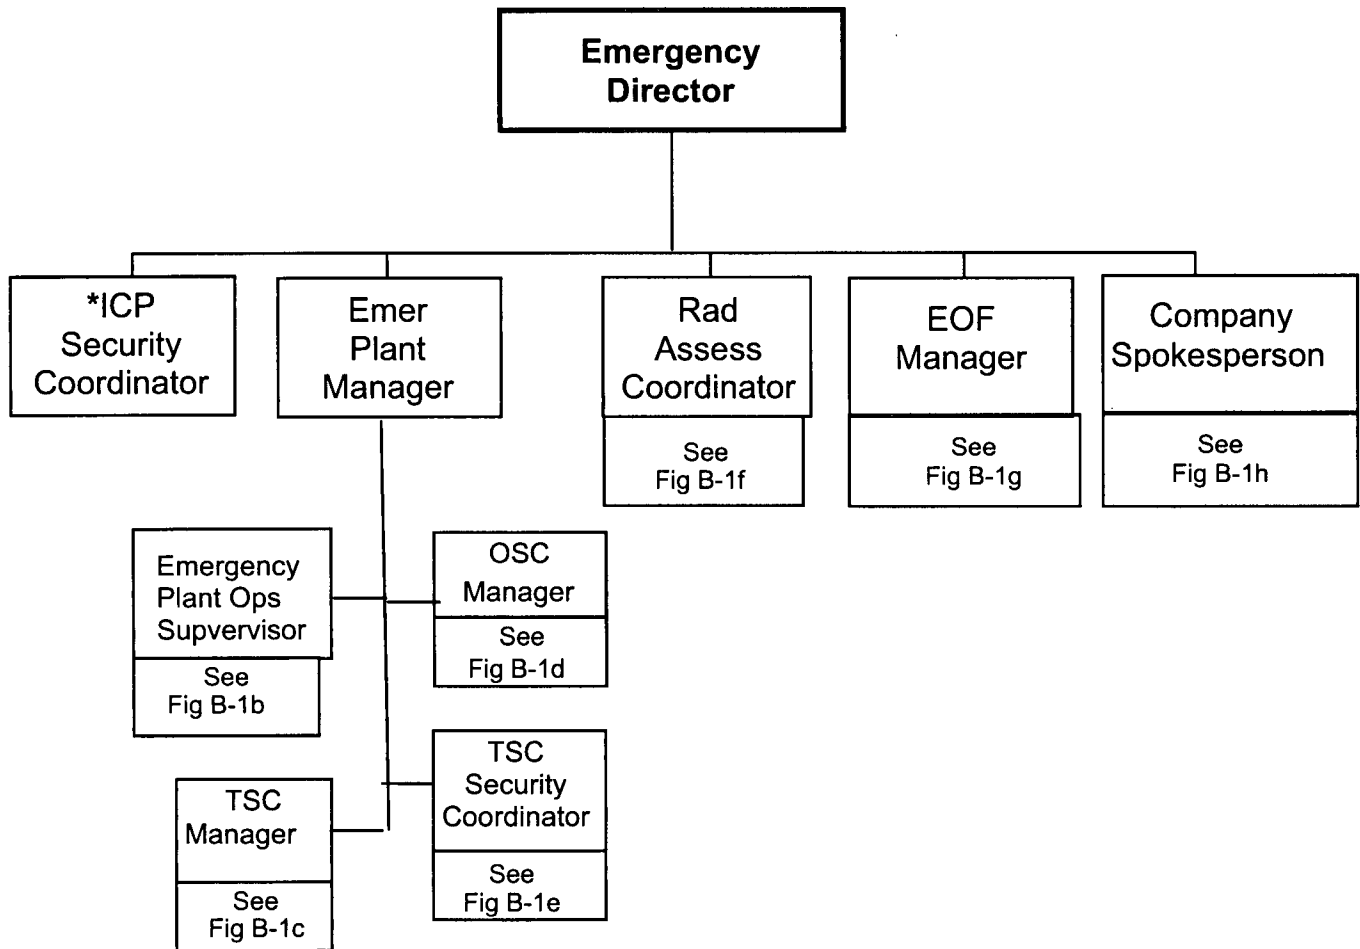 Emergency
Director
*ICP
Security
Coordinator
Emer
Plant
Manager
Rad
Assess
Coordinator
See
Fig B-1f
EOF
Manager
See
Fig B-1g
Company
Spokesperson
See
Fig B-1h
Emergency
Plant Ops
Supvervisor
See
Fig B-1b
OSC
Manager
See
Fig B-1d
TSC
Manager
See
Fig B-1c
TSC
Security
Coordinator
See
Fig B-1e